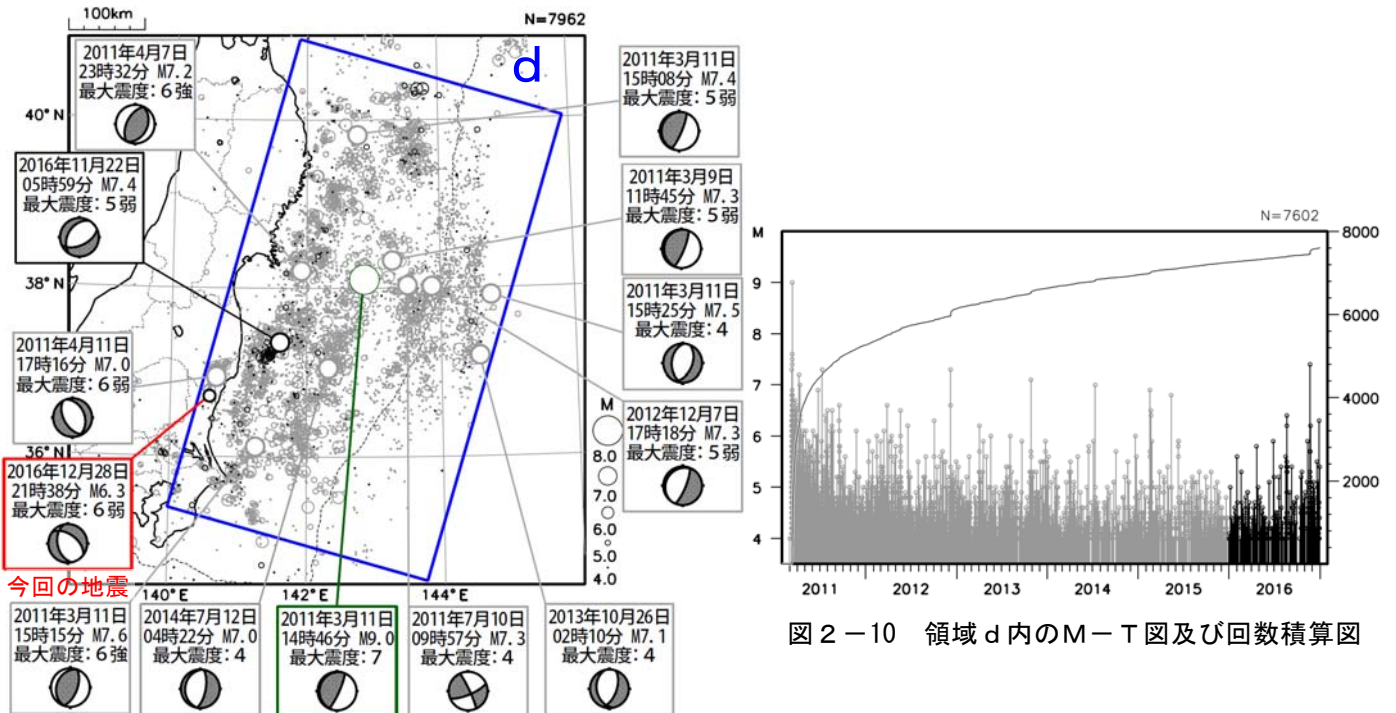 100km
N=7962
d
2011年4月7日
23時32分 M7.2
最大震度:6強
2011年3月11日
15時08分 M7.4
最大震度:5弱
40°N
2016年11月22日
05時59分 M7.4
最大震度:5弱
2011年3月9日
11時45分 M7.3
最大震度:5弱
38°N
2011年3月11日
15時25分 M7.5
最大震度:4
2011年4月11日
17時16分 M7.0
最大震度:6弱
2012年12月7日
17時18分 M7.3
最大震度:5弱
36°N
2016年12月28日
21時38分 M6.3
最大震度:6弱
今回の地震
M
8.0
7.0
6.0
5.0
4.0
140°E
142°E
144°E
2011年3月11日
15時15分 M7.6
最大震度:6強
2014年7月12日
04時22分 M7.0
最大震度:4
2011年3月11日
14時46分 M9.0
最大震度:7
2011年7月10日
09時57分 M7.3
最大震度:4
2013年10月26日
02時10分 M7.1
最大震度:4
N=7602
M
9
8
7
6
5
4
8000
6000
4000
2000
2011 2012 2013 2014 2015 2016
図2-10 領域d内のM-T図及び回数積算図